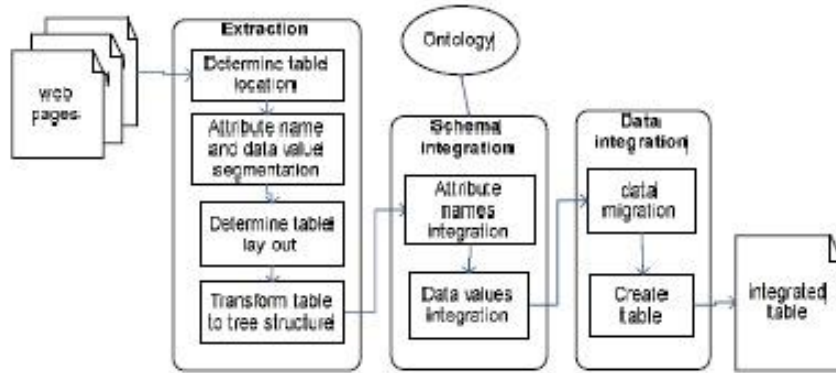 web
pages
Extraction
Determine table
location
Attribute name
and data value
segmentation
Determine table
lay out
Transform table
to tree structure
Ontology
Schema
integration
Attribute
names
integration
Data values
integration
Data
integration
data
migration
Create
table
integrated
table